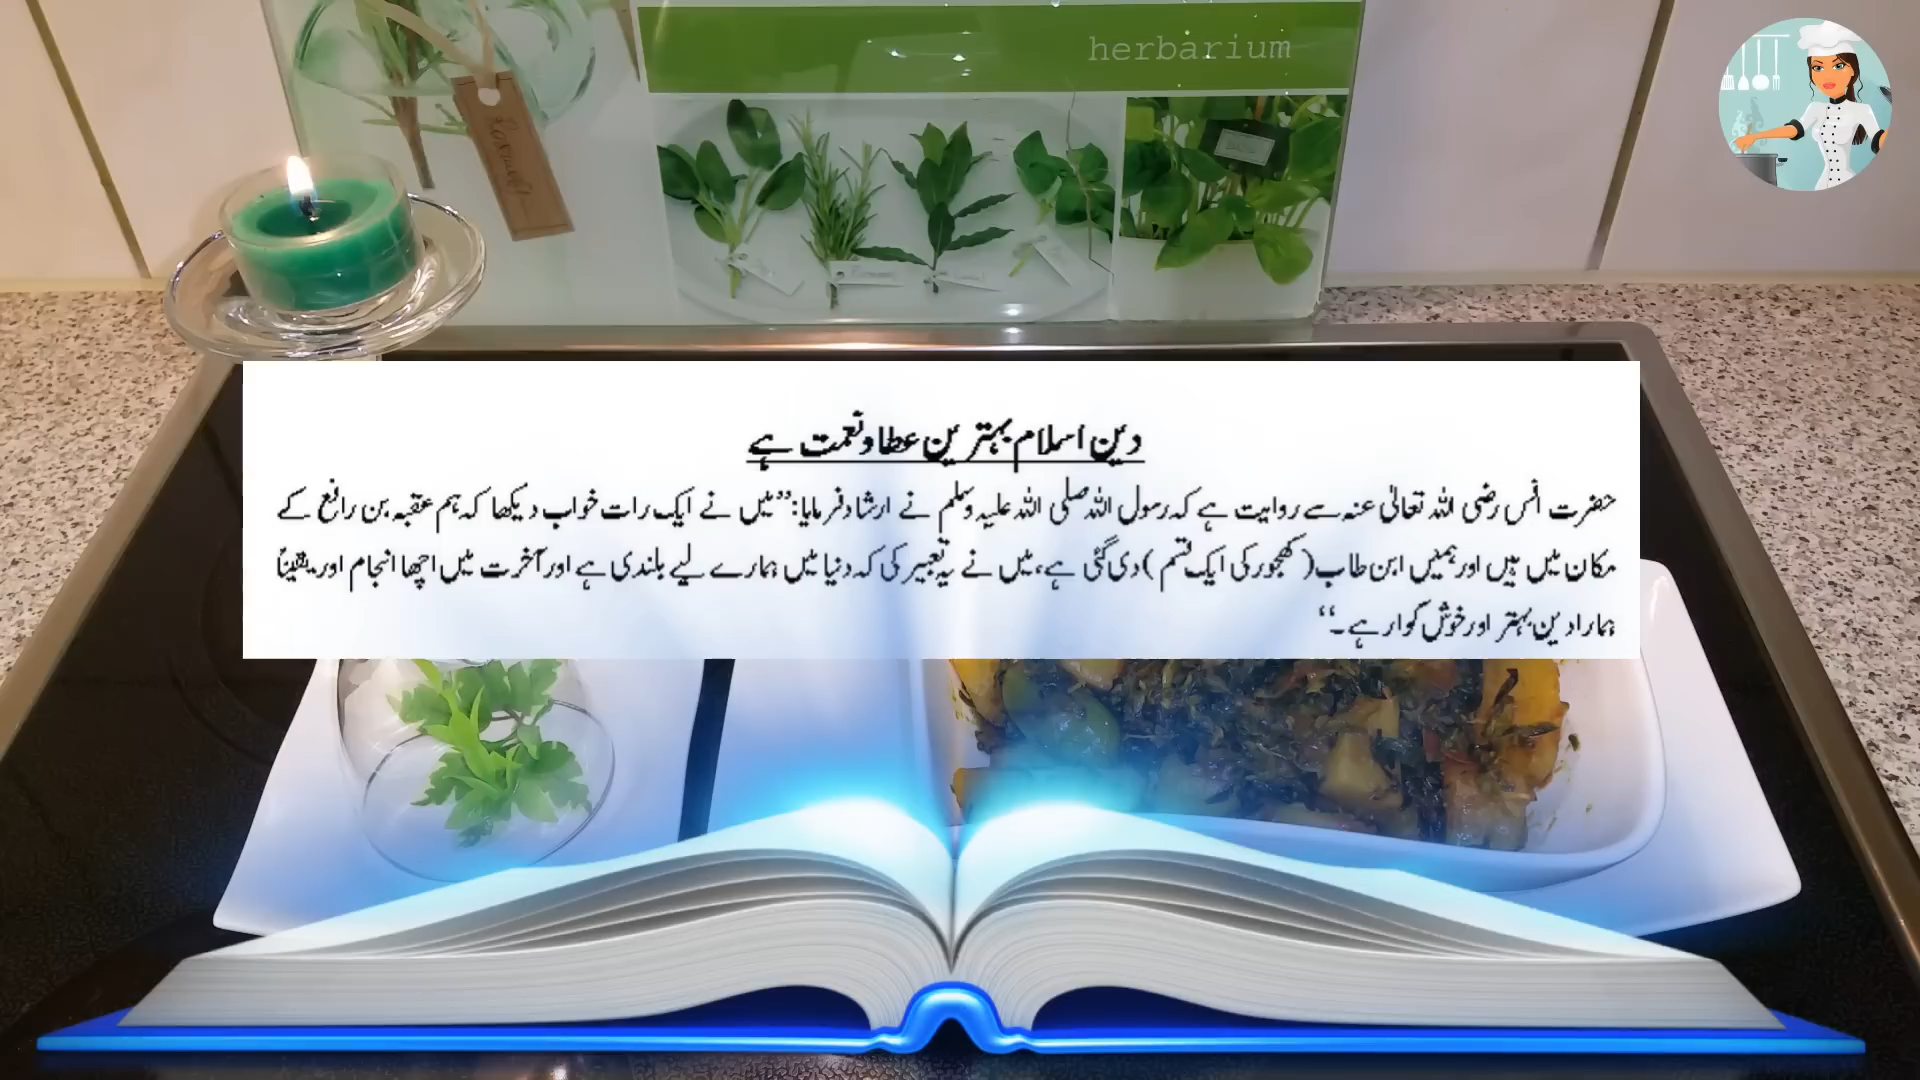 herbarium
دین اسلام بہترین عطا و نعمت ہے
حضرت انس رضی اللہ تعالیٰ عنہ سے روایت ہے کہ رسول اللہ صلی اللہ علیہ وسلم نے ارشاد فرمایا: ”میں نے ایک رات خواب دیکھا کہ ہم عقبہ بن رافع کے
مکان میں ہیں اور ہمیں ابن طاب (کھجور کی ایک قسم) دی گئی ہے، میں نے یہ تعبیر کی کہ دنیا میں ہمارے لیے بلندی ہے اور آخرت میں اچھا انجام اور یقیناً
ہمارا دین بہتر اور خوش گوار ہے۔“